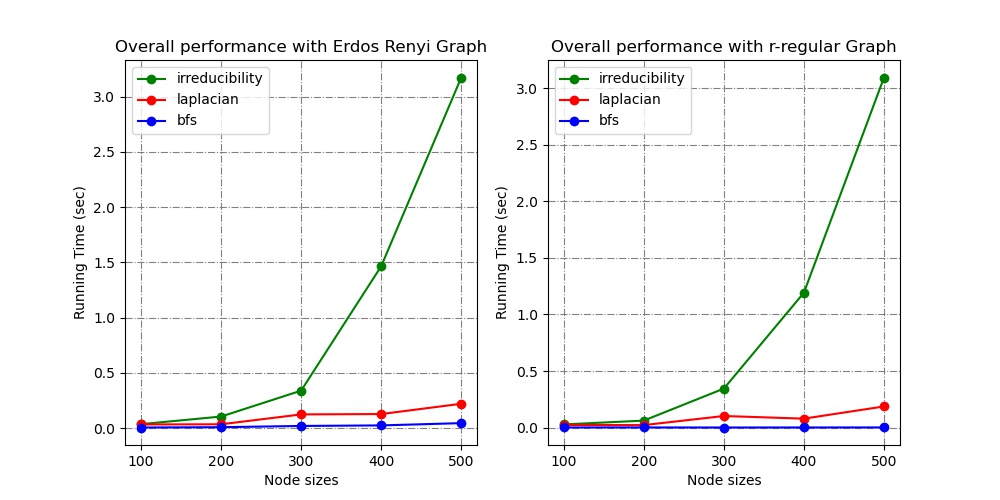 Overall performance with Erdos Renyi Graph
irreducibility
laplacian
bfs
3.0
2.5
2.0
1.5
1.0
0.5
0.0
Running Time (sec)
100 200 300 400 500
Node sizes
Overall performance with r-regular Graph
irreducibility
laplacian
bfs
3.0
2.5
2.0
1.5
1.0
0.5
0.0
Running Time (sec)
100 200 300 400 500
Node sizes